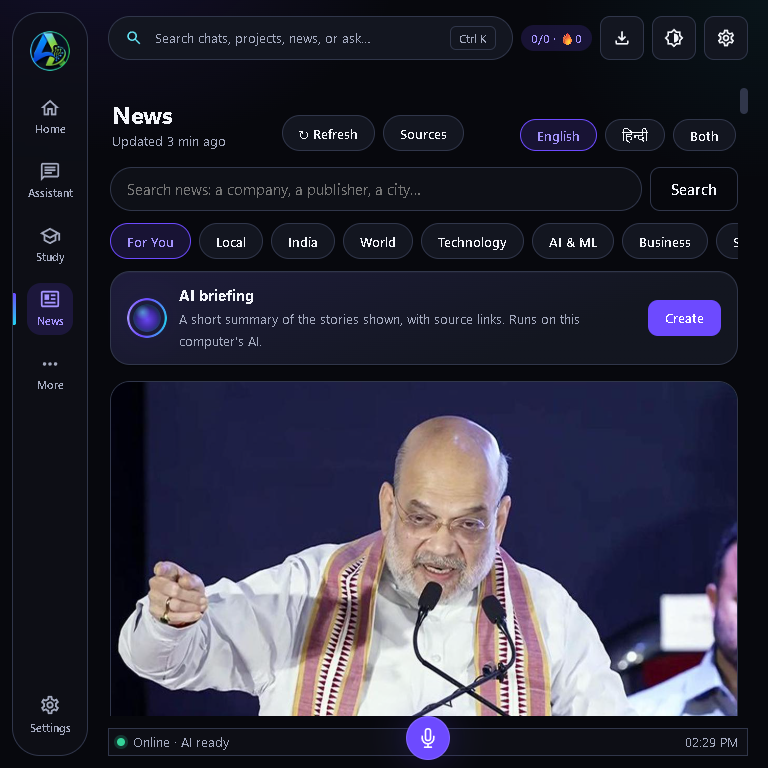 Search chats, projects, news, or ask...
Ctrl K
0/0 · 🔥 0
Home
Assistant
Study
News
More
Settings
News
Updated 3 min ago
↻ Refresh
Sources
English
हिन्दी
Both
Search news: a company, a publisher, a city...
Search
For You
Local
India
World
Technology
AI & ML
Business
AI briefing
A short summary of the stories shown, with source links. Runs on this
computer's AI.
Create
Online · AI ready
02:29 PM